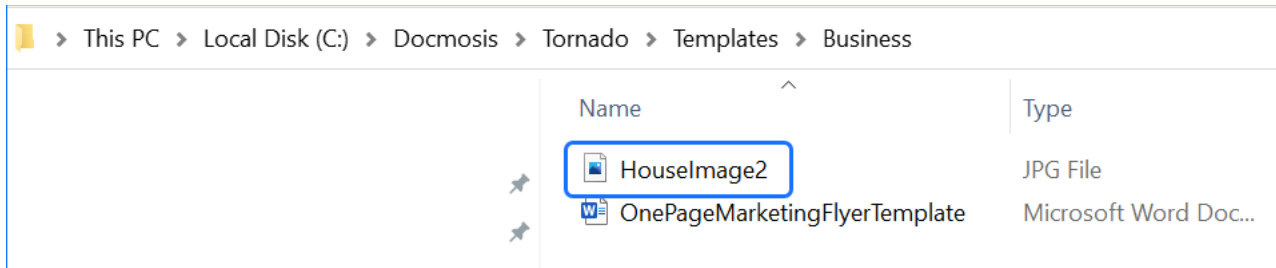 This PC > Local Disk (C:) > Docmosis > Tornado > Templates > Business
Name Type
HouseImage2 JPG File
OnePageMarketingFlyerTemplate Microsoft Word Doc...